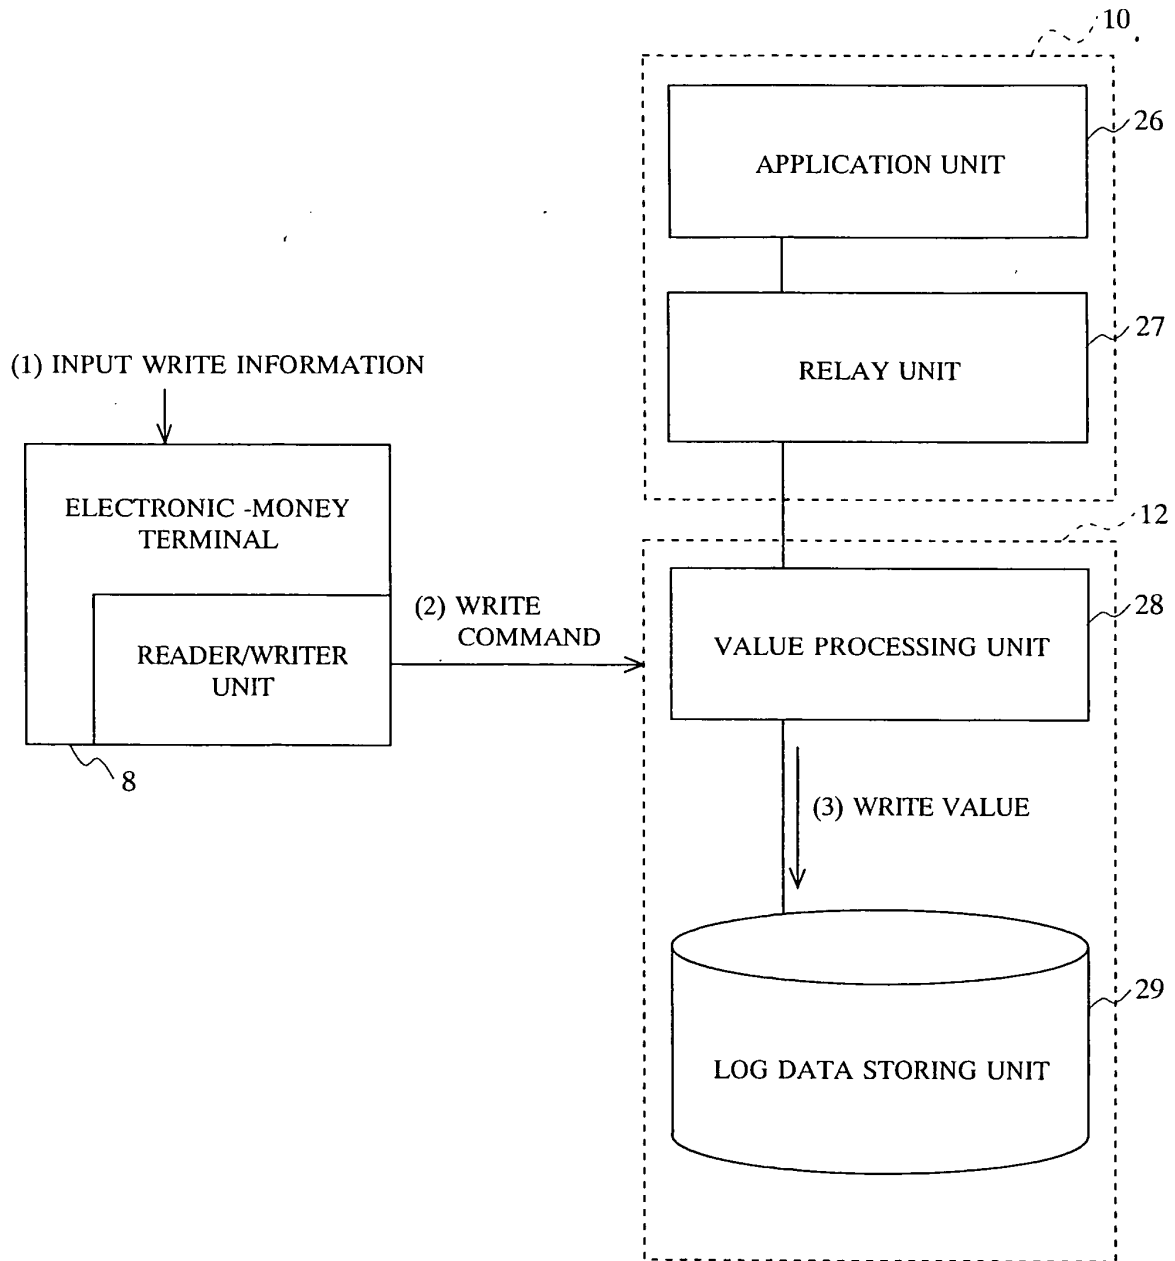 10
26
APPLICATION UNIT
27
RELAY UNIT
(1) INPUT WRITE INFORMATION
ELECTRONIC -MONEY
TERMINAL
READER/WRITER
UNIT
8
(2) WRITE
COMMAND
12
28
VALUE PROCESSING UNIT
(3) WRITE VALUE
29
LOG DATA STORING UNIT